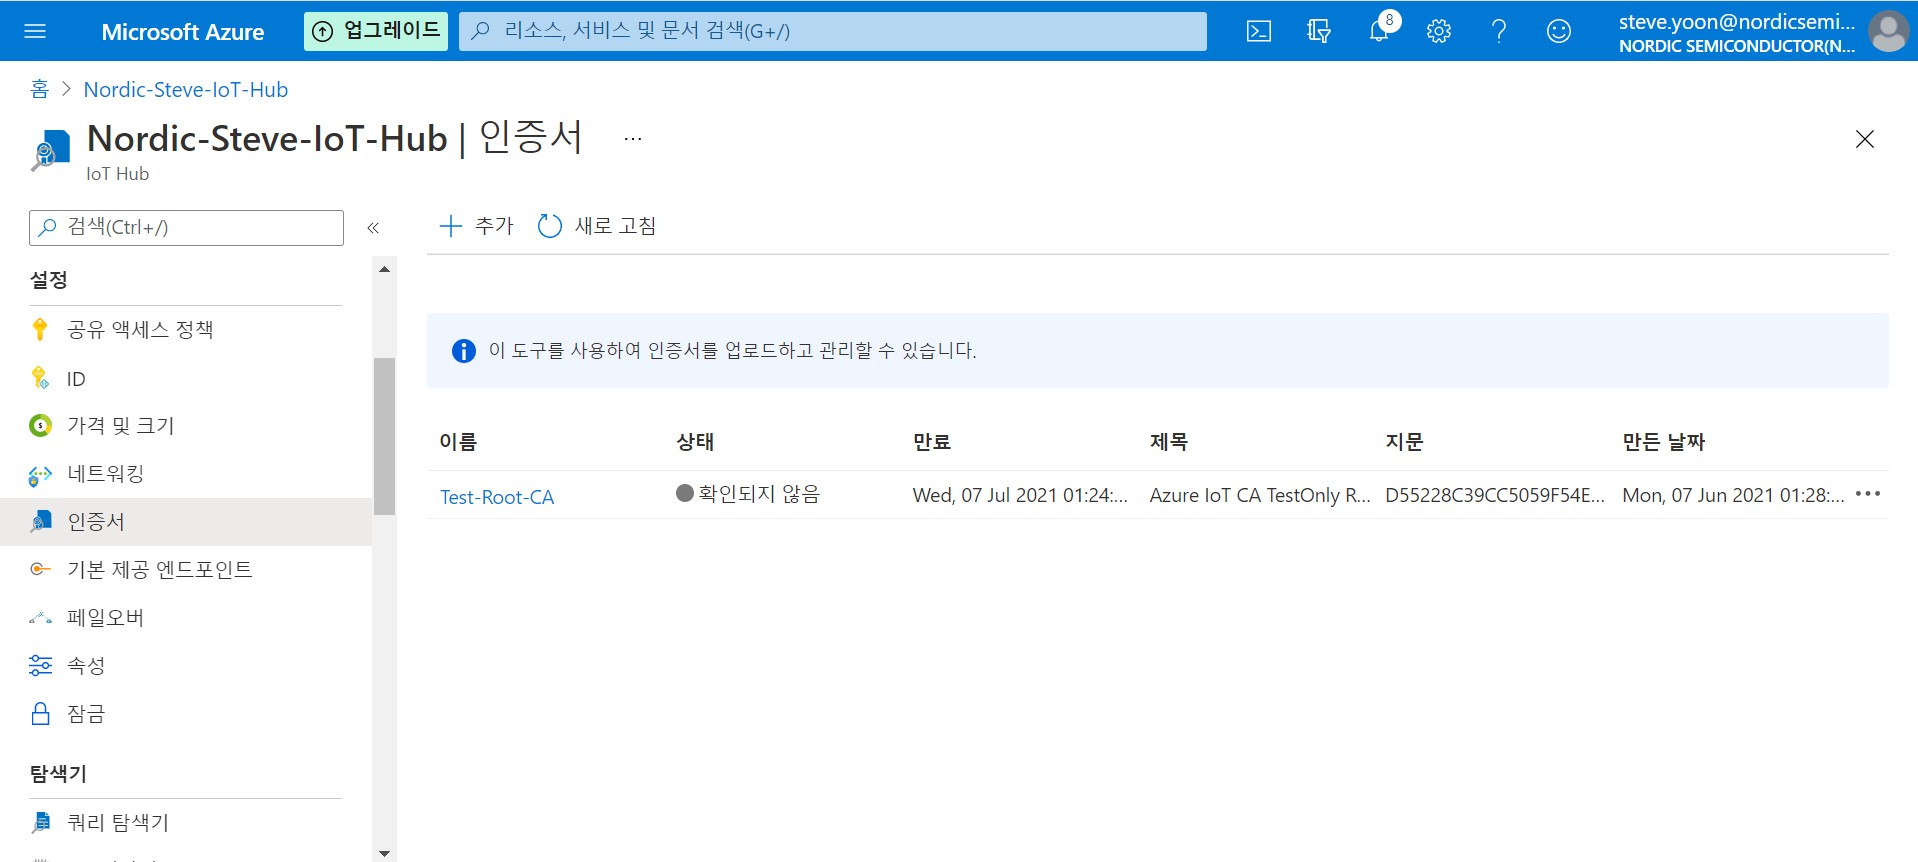 Microsoft Azure
업그레이드
리소스, 서비스 및 문서 검색(G+/)
8
steve.yoon@nordicsemi...
NORDIC SEMICONDUCTOR(N...
홈 > Nordic-Steve-IoT-Hub
Nordic-Steve-IoT-Hub | 인증서 ...
IoT Hub
검색(Ctrl+/)
«
추가
새로 고침
설정
공유 액세스 정책
ID
가격 및 크기
네트워킹
인증서
기본 제공 엔드포인트
페일오버
속성
잠금
탐색기
쿼리 탐색기
이 도구를 사용하여 인증서를 업로드하고 관리할 수 있습니다.
이름 상태 만료 제목 지문 만든 날짜
Test-Root-CA 확인되지 않음 Wed, 07 Jul 2021 01:24:... Azure IoT CA TestOnly R... D55228C39CC5059F54E... Mon, 07 Jun 2021 01:28:... •••